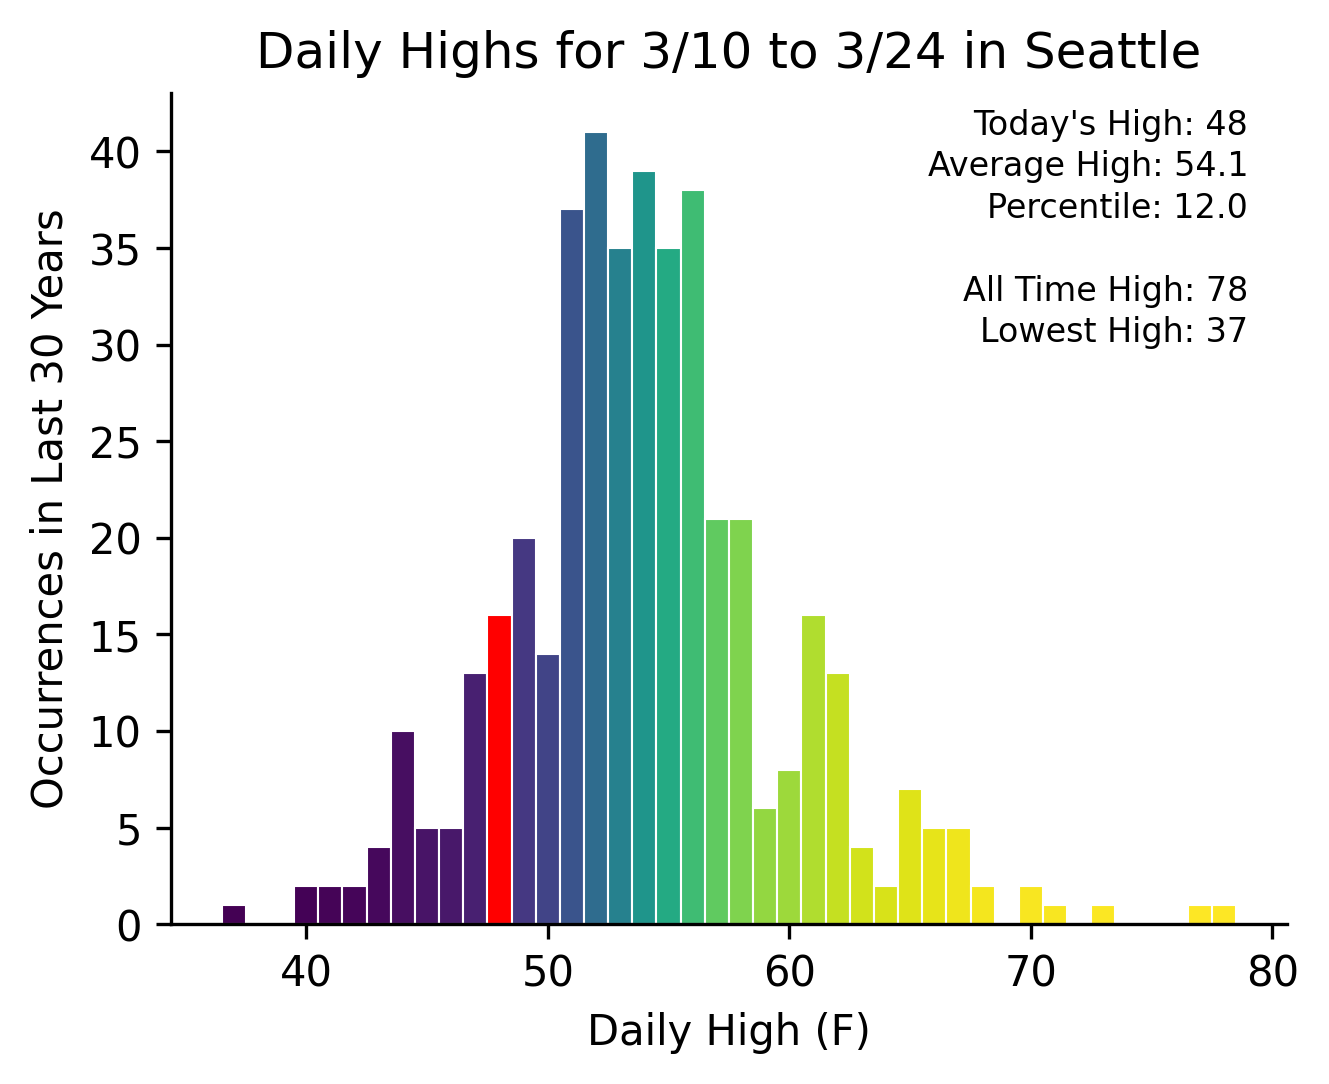 Daily Highs for 3/10 to 3/24 in Seattle
Today's High: 48
Average High: 54.1
Percentile: 12.0
All Time High: 78
Lowest High: 37
Occurrences in Last 30 Years
40
35
30
25
20
15
10
5
0
40 50 60 70 80
Daily High (F)